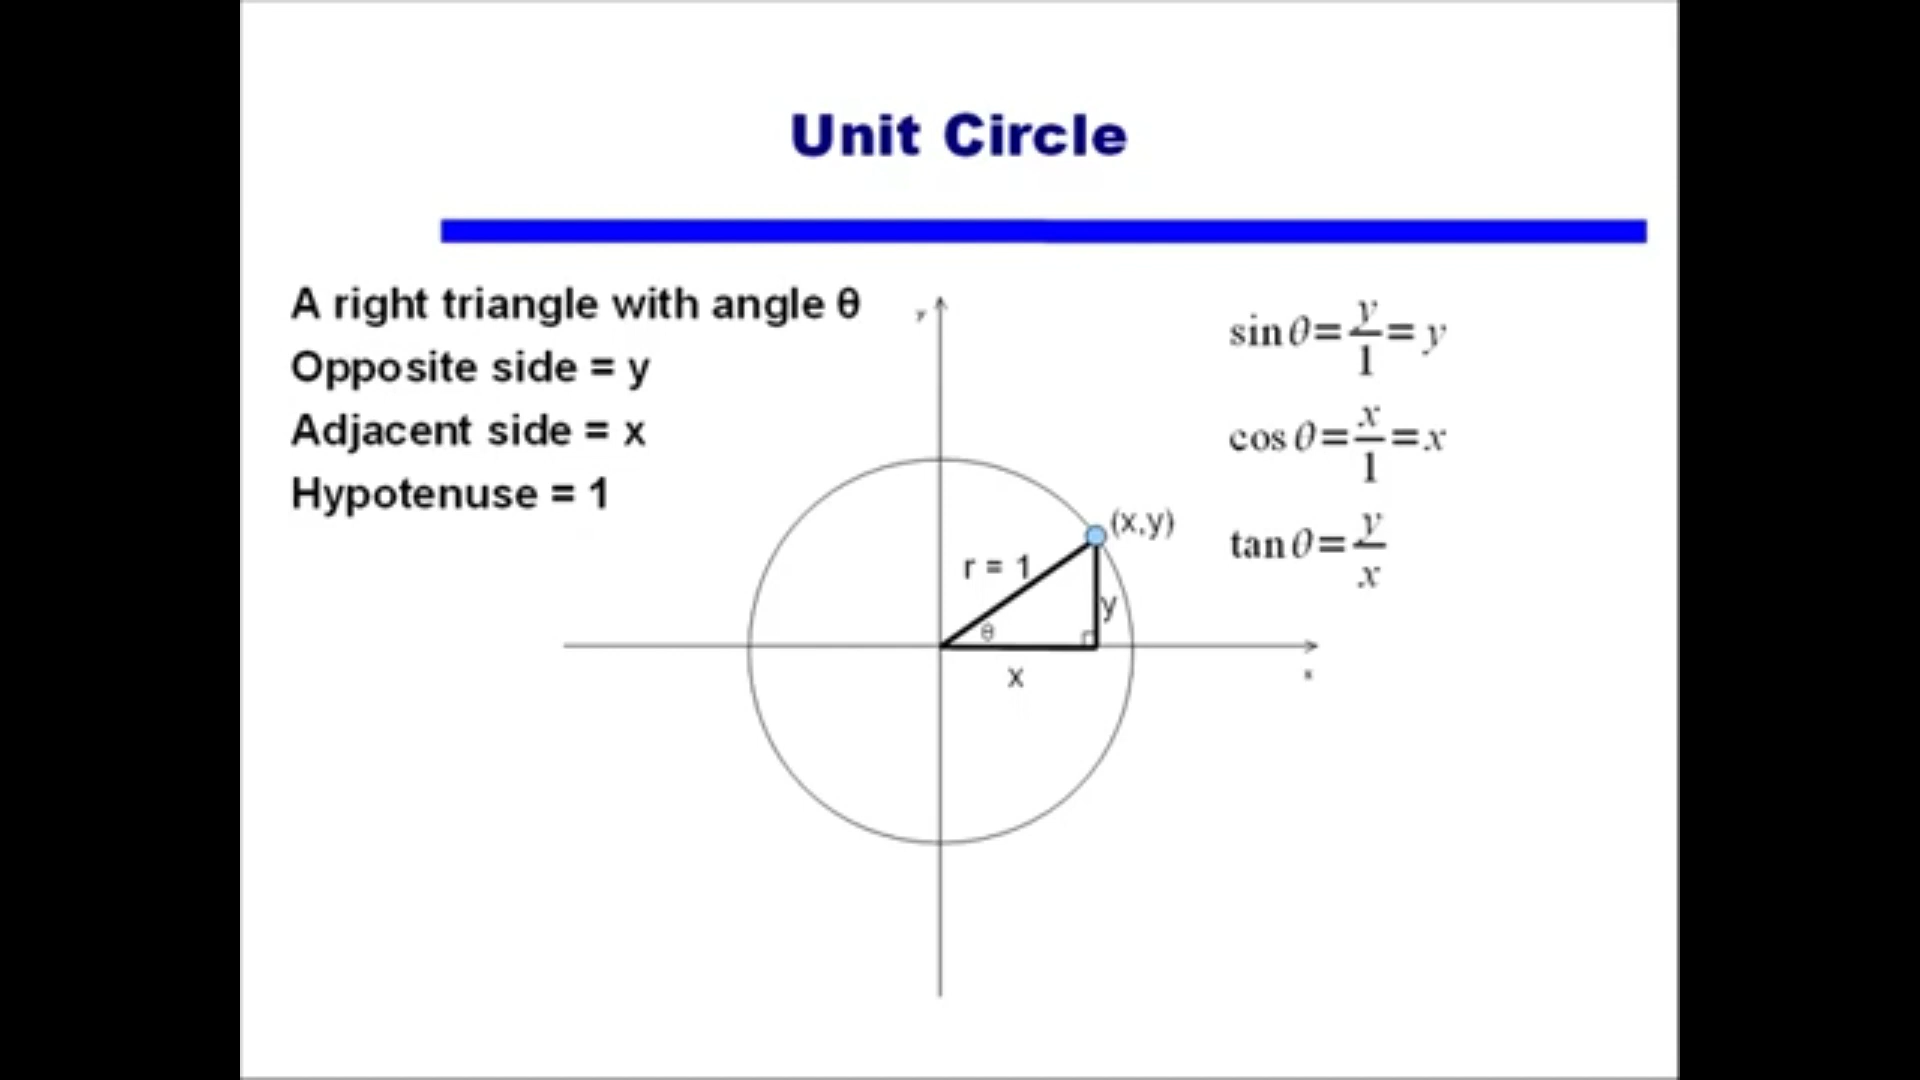 Unit Circle
A right triangle with angle θ
Opposite side = y
Adjacent side = x
Hypotenuse = 1
y
sin θ = y/1 = y
cos θ = x/1 = x
tan θ = y/x
(x,y)
r = 1
y
θ
x
x